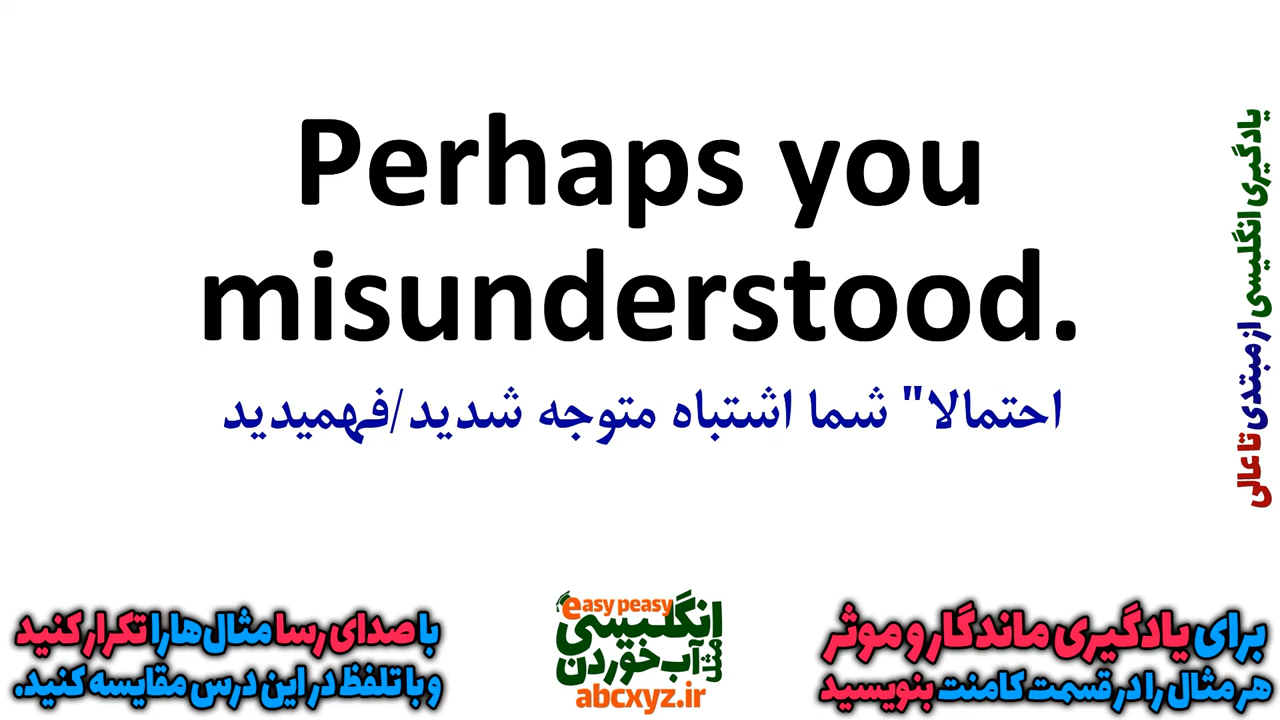 Perhaps you
misunderstood.
احتمالا" شما اشتباه متوجه شدید/فهمیدید
یادگیری انگلیسی از مبتدی تا عالی
با صدای رسا مثال‌ها را تکرار کنید
و با تلفظ در این درس مقایسه کنید.
easy peasy
انگلیسی
مثل
آب خوردن
abcxyz.ir
برای یادگیری ماندگار و موثر
هر مثال را در قسمت کامنت بنویسید